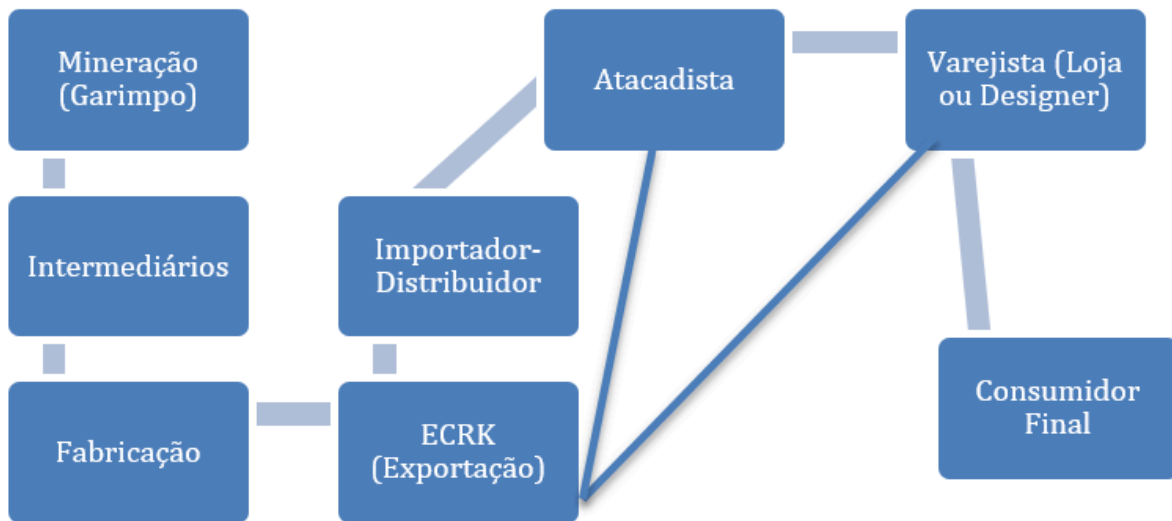 Mineração
(Garimpo)
Intermediários
Fabricação
ECRK
(Exportação)
Importador-
Distribuidor
Atacadista
Varejista (Loja
ou Designer)
Consumidor
Final